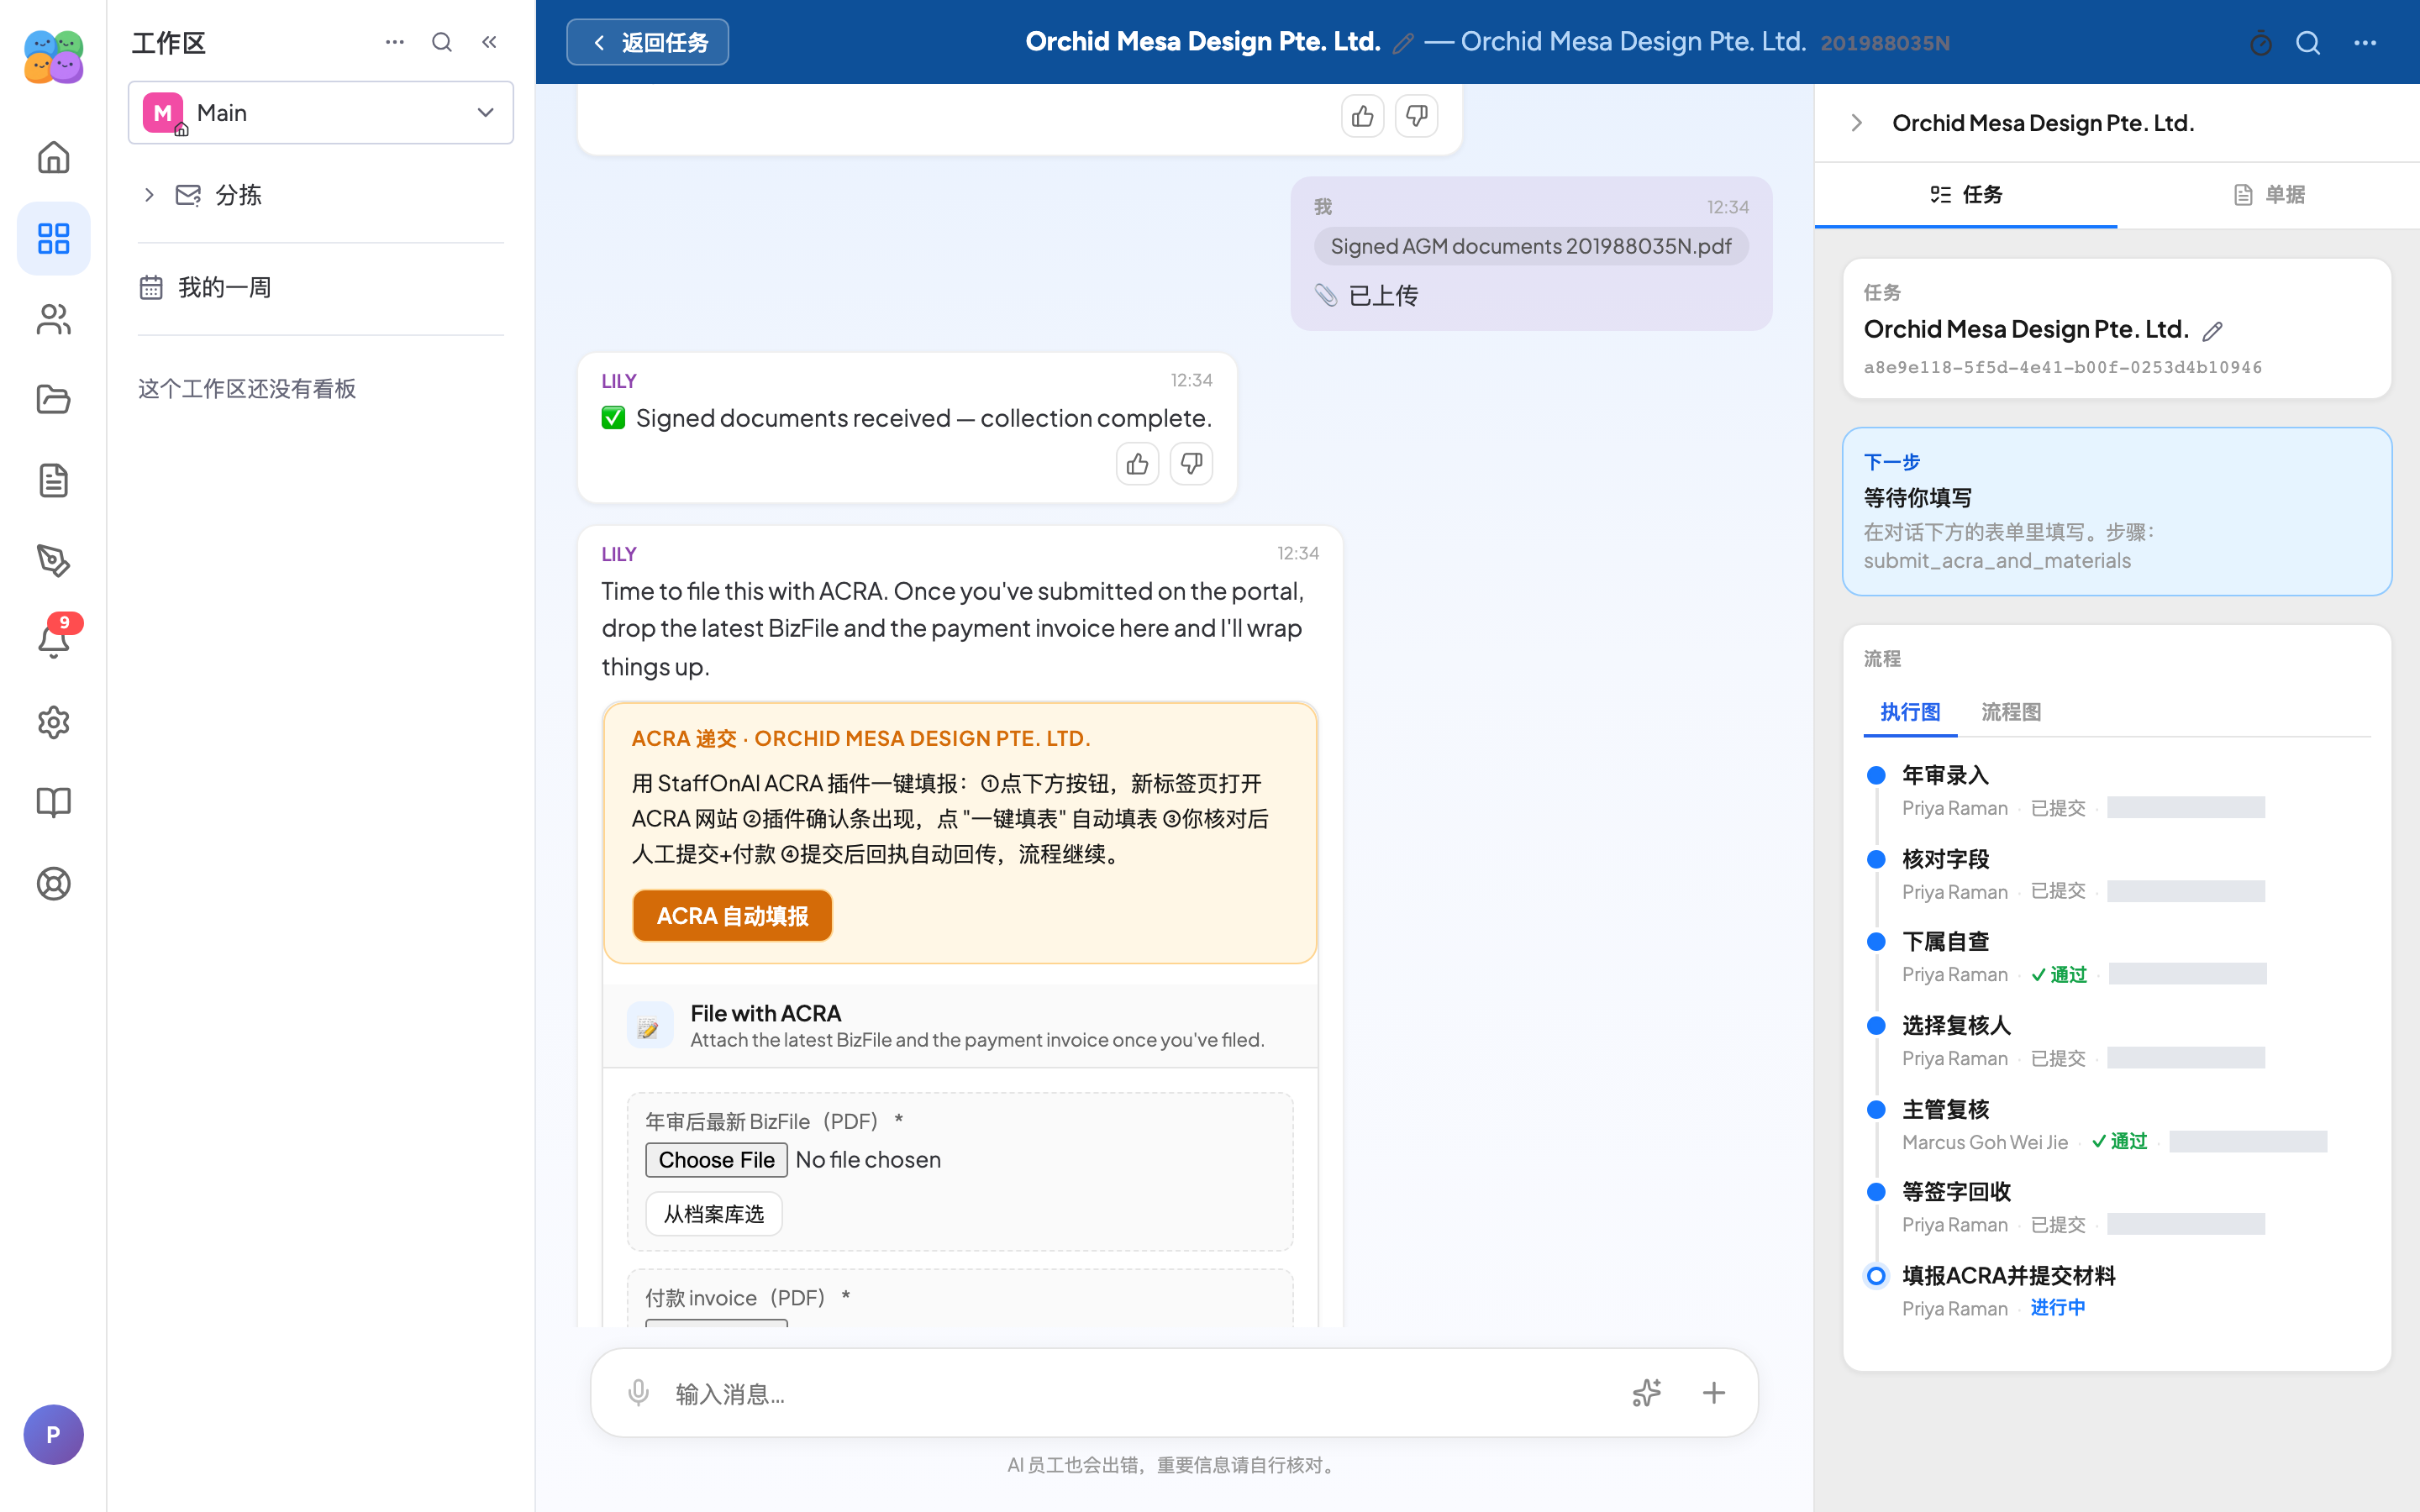 工作区
M
Main
分拣
我的一周
这个工作区还没有看板
9
P
返回任务
Orchid Mesa Design Pte. Ltd. — Orchid Mesa Design Pte. Ltd. 201988035N
我 12:34
Signed AGM documents 201988035N.pdf
📎 已上传
LILY 12:34
✅ Signed documents received — collection complete.
LILY 12:34
Time to file this with ACRA. Once you've submitted on the portal,
drop the latest BizFile and the payment invoice here and I'll wrap
things up.
ACRA 递交 · ORCHID MESA DESIGN PTE. LTD.
用 StaffOnAI ACRA 插件一键填报：①点下方按钮，新标签页打开
ACRA 网站 ②插件确认条出现，点 "一键填表" 自动填表 ③你核对后
人工提交+付款 ④提交后回执自动回传，流程继续。
ACRA 自动填报
File with ACRA
Attach the latest BizFile and the payment invoice once you've filed.
年审后最新 BizFile（PDF） *
Choose File No file chosen
从档案库选
付款 invoice（PDF） *
输入消息...
AI 员工也会出错，重要信息请自行核对。
Orchid Mesa Design Pte. Ltd.
任务
单据
任务
Orchid Mesa Design Pte. Ltd.
a8e9e118-5f5d-4e41-b00f-0253d4b10946
下一步
等待你填写
在对话下方的表单里填写。步骤：
submit_acra_and_materials
流程
执行图
流程图
年审录入
Priya Raman · 已提交 ·
核对字段
Priya Raman · 已提交 ·
下属自查
Priya Raman · ✓ 通过 ·
选择复核人
Priya Raman · 已提交 ·
主管复核
Marcus Goh Wei Jie · ✓ 通过 ·
等签字回收
Priya Raman · 已提交 ·
填报ACRA并提交材料
Priya Raman · 进行中